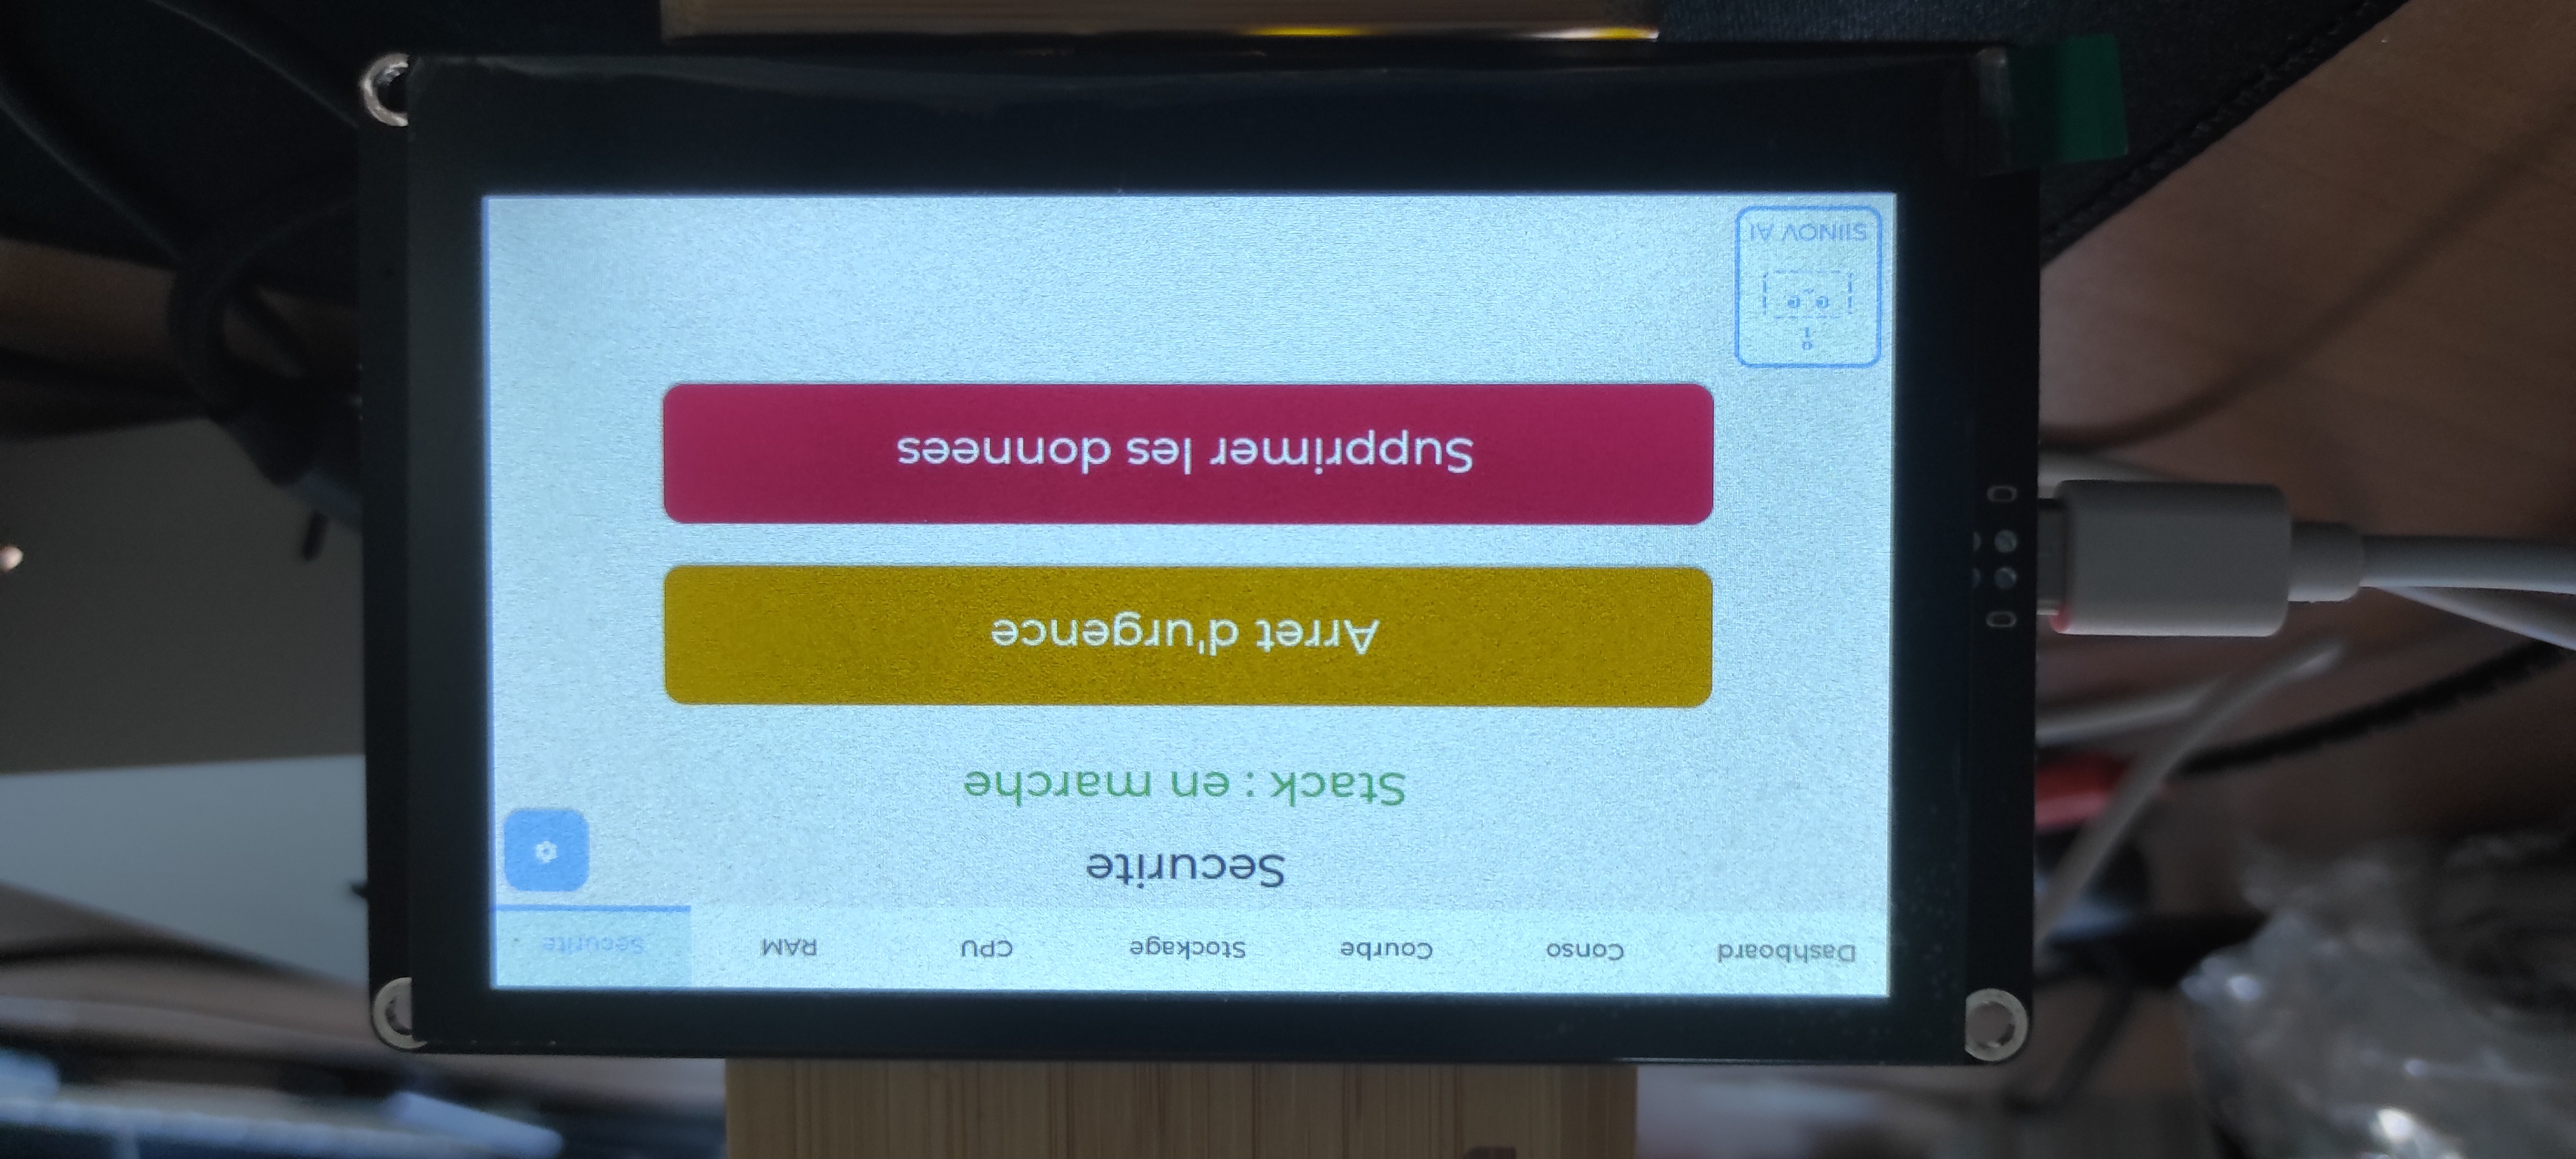 Dashboard
Conso
Courbe
Stockage
CPU
RAM
Securite
Securite
Stack : en marche
Arret d'urgence
Supprimer les donnees
SIINOV AI